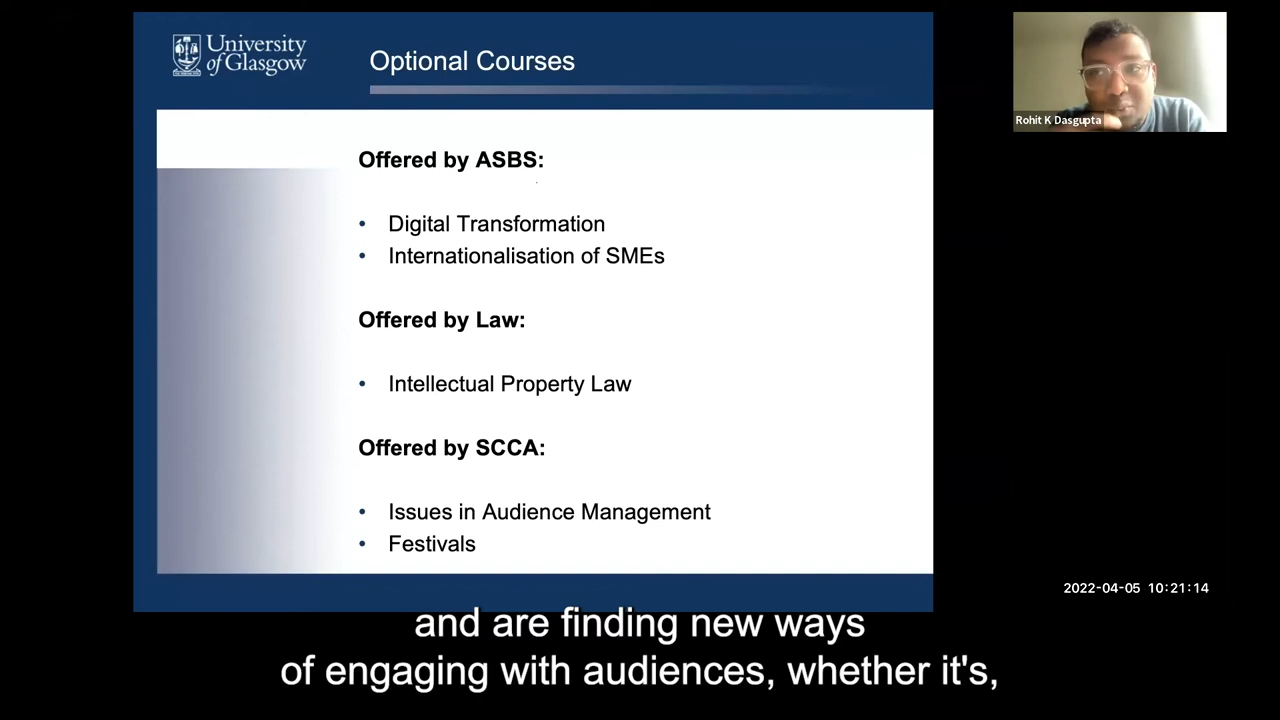 University
of Glasgow
Optional Courses
Offered by ASBS:
• Digital Transformation
• Internationalisation of SMEs
Offered by Law:
• Intellectual Property Law
Offered by SCCA:
• Issues in Audience Management
• Festivals
Rohit K Dasgupta
2022-04-05 10:21:14
and are finding new ways
of engaging with audiences, whether it's,